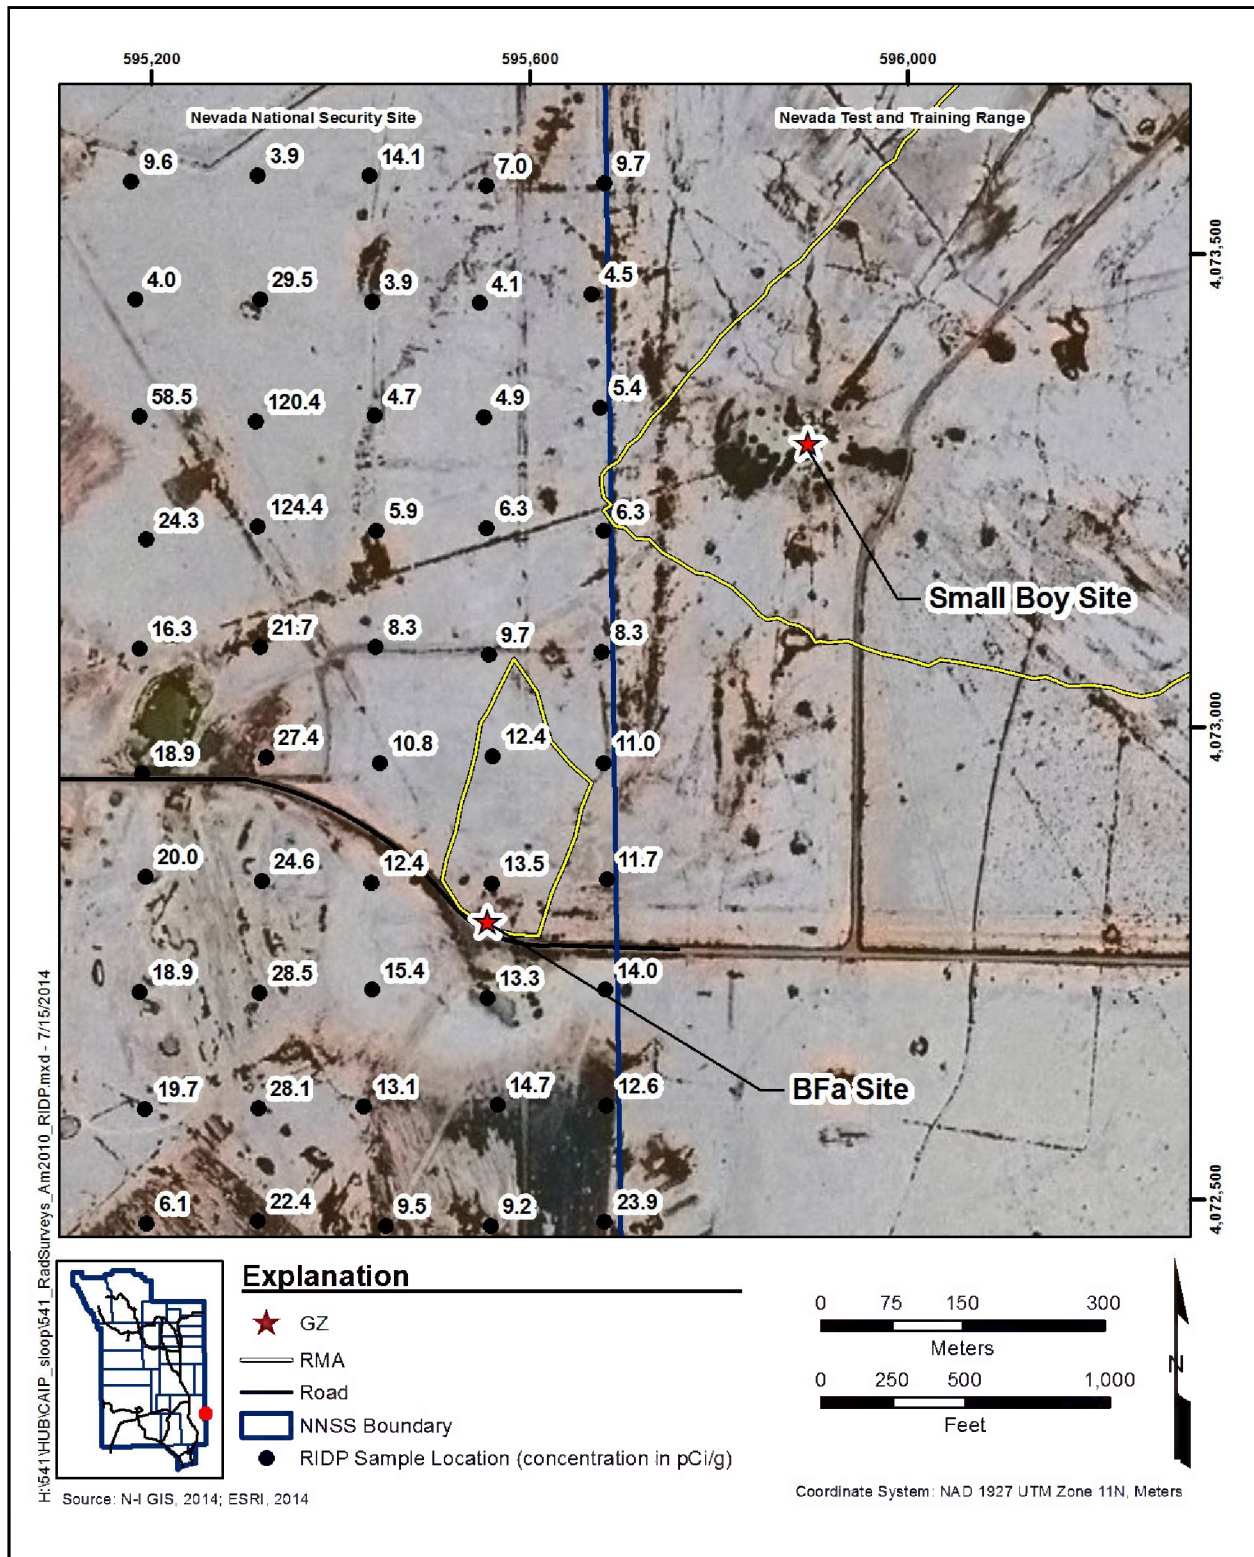 595,200 595,600 596,000
Nevada National Security Site Nevada Test and Training Range
9.6 3.9 14.1 7.0 9.7
4,073,500
4.0 29.5 3.9 4.1 4.5
58.5 120.4 4.7 4.9 5.4
24.3 124.4 5.9 6.3 6.3
Small Boy Site
16.3 21.7 8.3 9.7 8.3
4,073,000
18.9 27.4 10.8 12.4 11.0
20.0 24.6 12.4 13.5 11.7
18.9 28.5 15.4 13.3 14.0
BFa Site
19.7 28.1 13.1 14.7 12.6
4,072,500
6.1 22.4 9.5 9.2 23.9
H:\541\HUB\CAIP_sloop\541_RadSurveys_Am2010_RIDP.mxd - 7/15/2014
Explanation
GZ
RMA
Road
NNSS Boundary
RIDP Sample Location (concentration in pCi/g)
0 75 150 300
Meters
0 250 500 1,000
Feet
N
Source: N-I GIS, 2014; ESRI, 2014
Coordinate System: NAD 1927 UTM Zone 11N, Meters